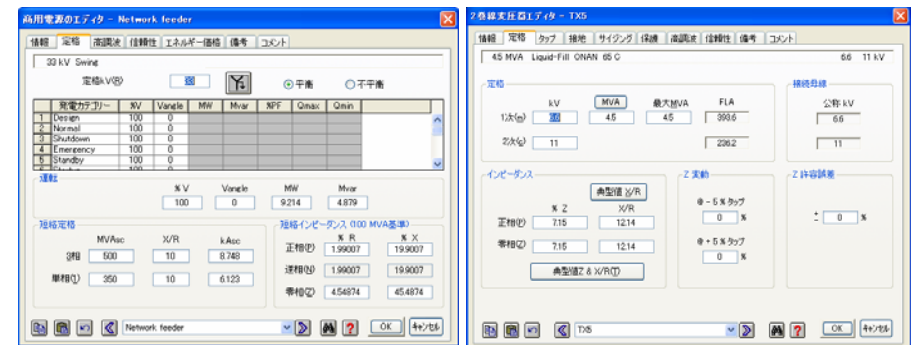 商用電源のエディタ - Network feeder
情報 定格 高調波 信頼性 エネルギー価格 備考 コメント
33 kV Swing
定格kV(R) 33 平衡 不平衡
発電カテゴリー %V Vangle MW Mvar %PF Qmax Qmin
1 Design 100 0
2 Normal 100 0
3 Shutdown 100 0
4 Emergency 100 0
5 Standby 100 0
運転
% V Vangle MW Mvar
100 0 9.214 4.879
短絡定格
MVAsc X/R kAsc
3相 500 10 8.748
単相(1) 350 10 6.123
短絡インピーダンス (100 MVA基準)
% R % X
正相(P) 1.99007 19.9007
逆相(N) 1.99007 19.9007
零相(Z) 4.54874 45.4874
Network feeder OK キャンセル
2巻線変圧器エディタ - TX5
情報 定格 タップ 接地 サイジング 保護 高調波 信頼性 備考 コメント
45 MVA Liquid-Fill ONAN 65 C 6.6 11 kV
定格
kV MVA 最大MVA FLA
1次(m) 6.6 4.5 4.5 393.6
2次(e) 11 236.2
接続母線
公称 kV
6.6
11
インピーダンス
典型値 X/R
% Z X/R
正相(P) 7.15 12.14
零相(Z) 7.15 12.14
典型値Z & X/R(T)
Z 変動
@ - 5 % タップ
0 %
@ + 5 % タップ
0 %
Z 許容誤差
± 0 %
TX5 OK キャンセル